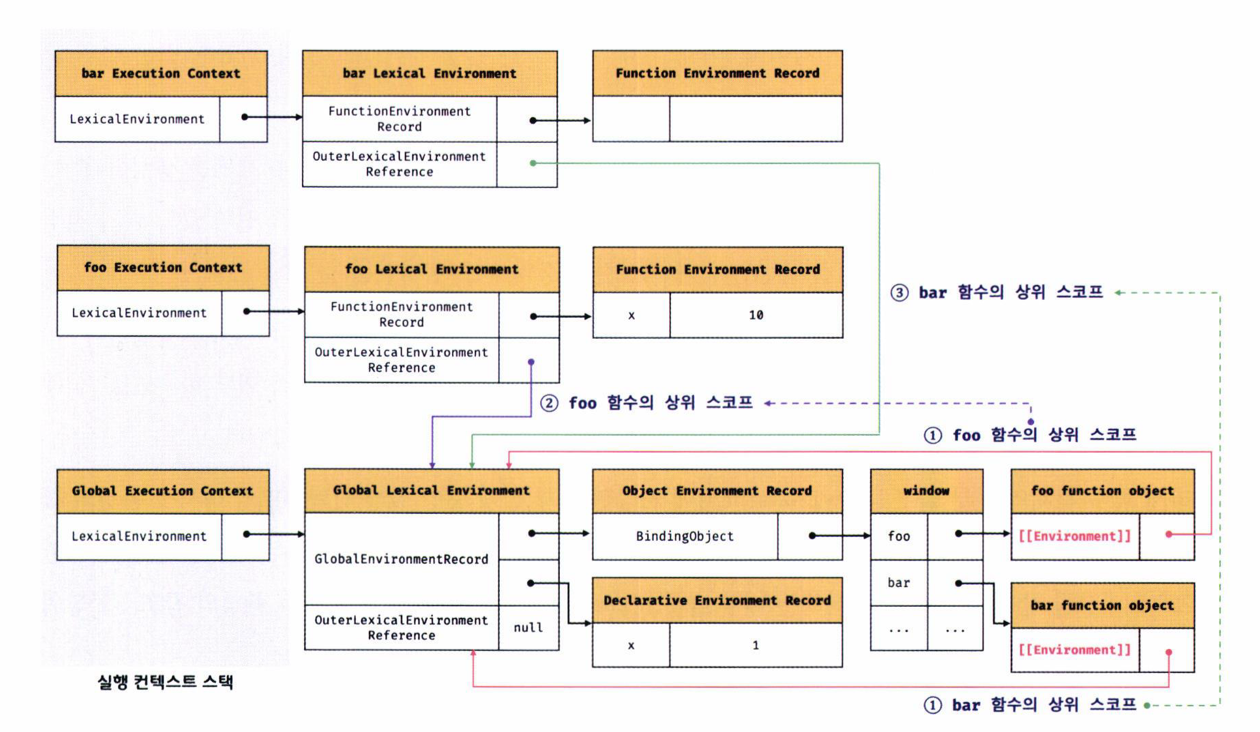 bar Execution Context
LexicalEnvironment
bar Lexical Environment
FunctionEnvironment
Record
OuterLexicalEnvironment
Reference
Function Environment Record
foo Execution Context
LexicalEnvironment
foo Lexical Environment
FunctionEnvironment
Record
OuterLexicalEnvironment
Reference
Function Environment Record
x 10
③ bar 함수의 상위 스코프
② foo 함수의 상위 스코프
① foo 함수의 상위 스코프
Global Execution Context
LexicalEnvironment
Global Lexical Environment
GlobalEnvironmentRecord
OuterLexicalEnvironment
Reference
null
Object Environment Record
BindingObject
Declarative Environment Record
x 1
window
foo
bar
... ...
foo function object
[[Environment]]
bar function object
[[Environment]]
실행 컨텍스트 스택
① bar 함수의 상위 스코프